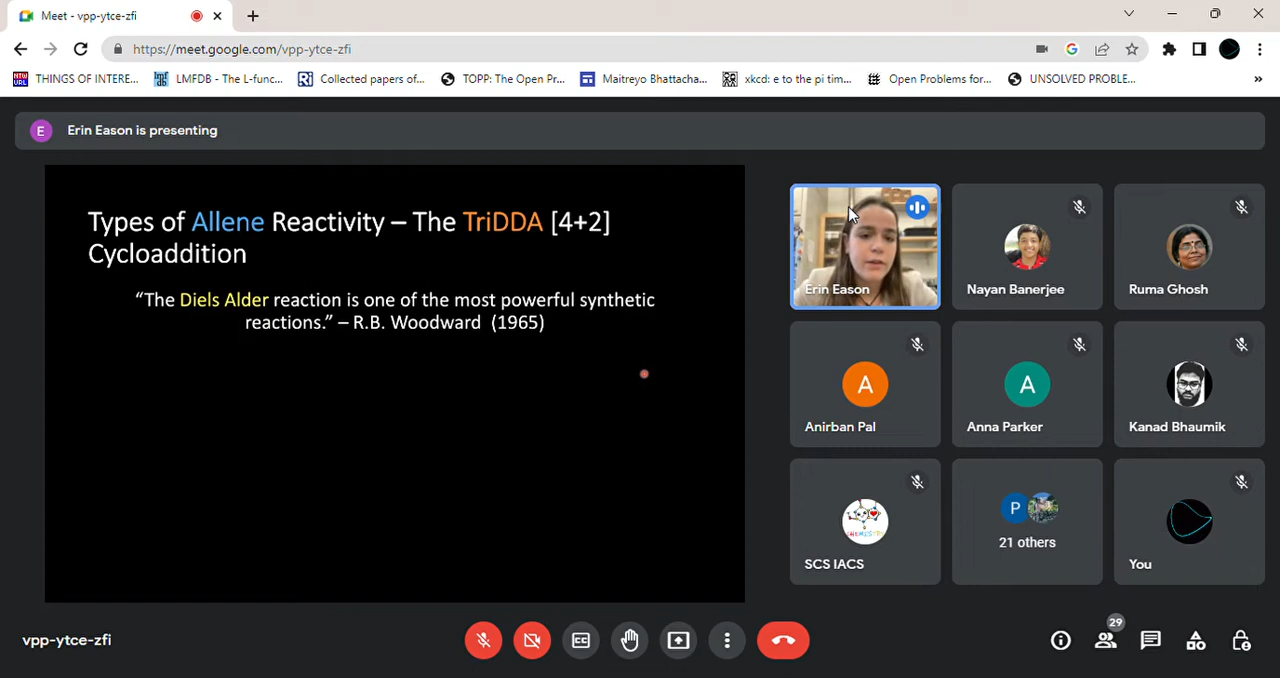 Meet - vpp-ytce-zfi
https://meet.google.com/vpp-ytce-zfi
THINGS OF INTERE...
LMFDB - The L-func...
Collected papers of...
TOPP: The Open Pr...
Maitreyo Bhattacha...
xkcd: e to the pi tim...
Open Problems for...
UNSOLVED PROBLE...
»
E
Erin Eason is presenting
Types of Allene Reactivity – The TriDDA [4+2]
Cycloaddition
“The Diels Alder reaction is one of the most powerful synthetic
reactions.” – R.B. Woodward (1965)
Erin Eason
Nayan Banerjee
Ruma Ghosh
A
Anirban Pal
A
Anna Parker
Kanad Bhaumik
SCS IACS
P
21 others
You
vpp-ytce-zfi
CC
29